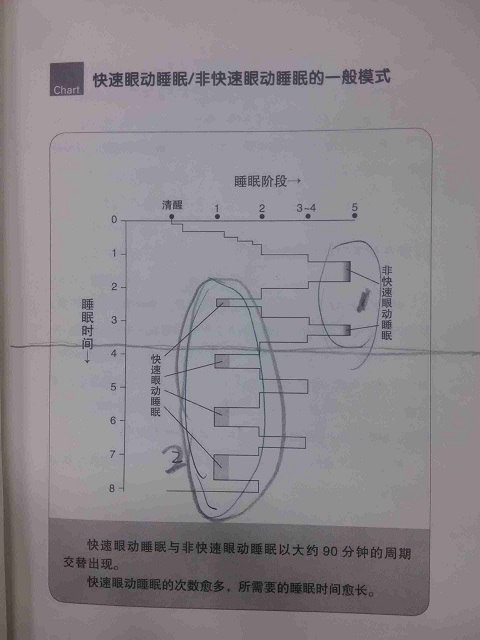 Chart
快速眼动睡眠/非快速眼动睡眠的一般模式
睡眠阶段→
清醒 1 2 3~4 5
0
1
2
3
4
5
6
7
8
睡眠时间→
非快速眼动睡眠
快速眼动睡眠
1
2
快速眼动睡眠与非快速眼动睡眠以大约 90 分钟的周期
交替出现。
快速眼动睡眠的次数愈多，所需要的睡眠时间愈长。